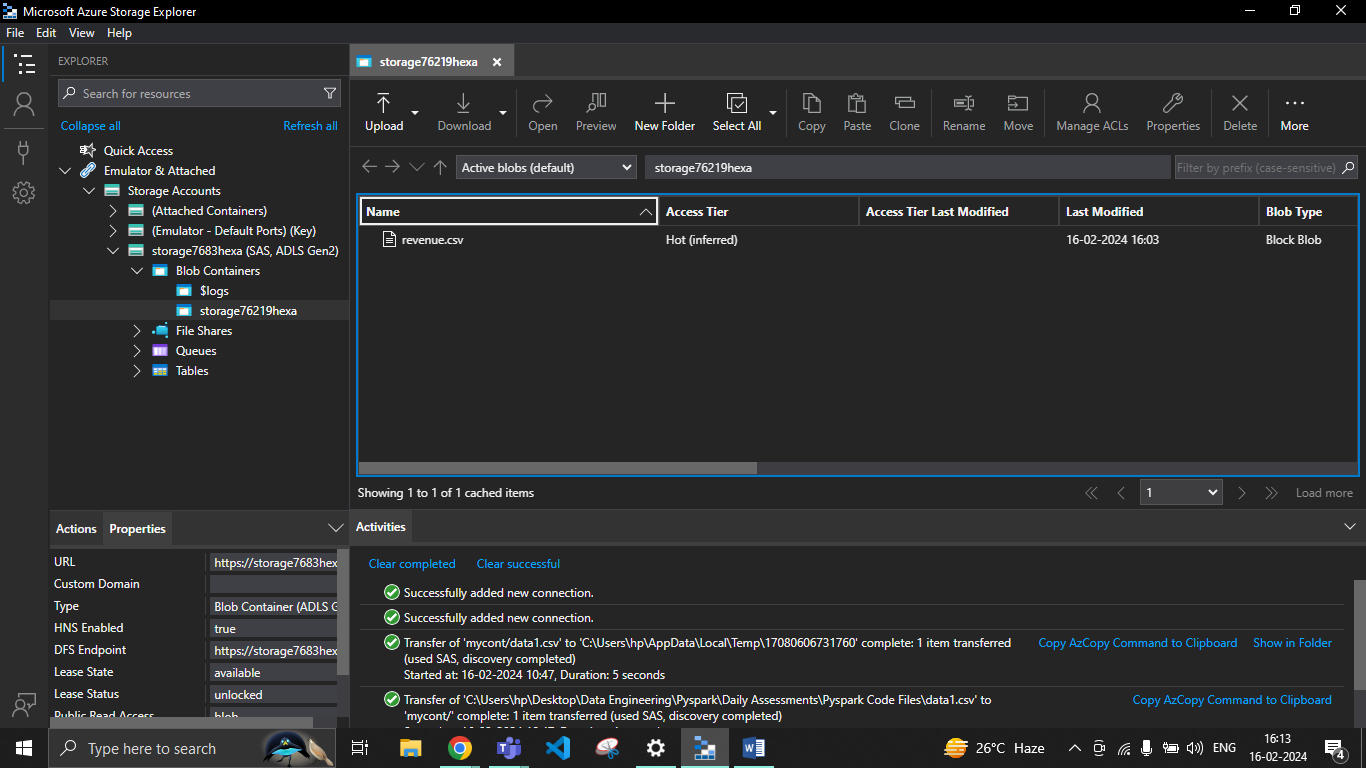 Microsoft Azure Storage Explorer
File Edit View Help
EXPLORER
Search for resources
Collapse all Refresh all
Quick Access
Emulator & Attached
Storage Accounts
(Attached Containers)
(Emulator - Default Ports) (Key)
storage7683hexa (SAS, ADLS Gen2)
Blob Containers
$logs
storage76219hexa
File Shares
Queues
Tables
Actions Properties
URL https://storage7683hex
Custom Domain
Type Blob Container (ADLS G
HNS Enabled true
DFS Endpoint https://storage7683hex
Lease State available
Lease Status unlocked
Public Read Access blob
storage76219hexa
Upload Download Open Preview New Folder Select All Copy Paste Clone Rename Move Manage ACLs Properties Delete More
Active blobs (default) storage76219hexa Filter by prefix (case-sensitive)
Name Access Tier Access Tier Last Modified Last Modified Blob Type
revenue.csv Hot (inferred) 16-02-2024 16:03 Block Blob
Showing 1 to 1 of 1 cached items 1 Load more
Activities
Clear completed Clear successful
Successfully added new connection.
Successfully added new connection.
Transfer of 'mycont/data1.csv' to 'C:\Users\hp\AppData\Local\Temp\17080606731760' complete: 1 item transferred Copy AzCopy Command to Clipboard Show in Folder
(used SAS, discovery completed)
Started at: 16-02-2024 10:47, Duration: 5 seconds
Transfer of 'C:\Users\hp\Desktop\Data Engineering\Pyspark\Daily Assessments\Pyspark Code Files\data1.csv' to Copy AzCopy Command to Clipboard
'mycont/' complete: 1 item transferred (used SAS, discovery completed)
Type here to search
26°C Haze ENG 16:13
16-02-2024 4